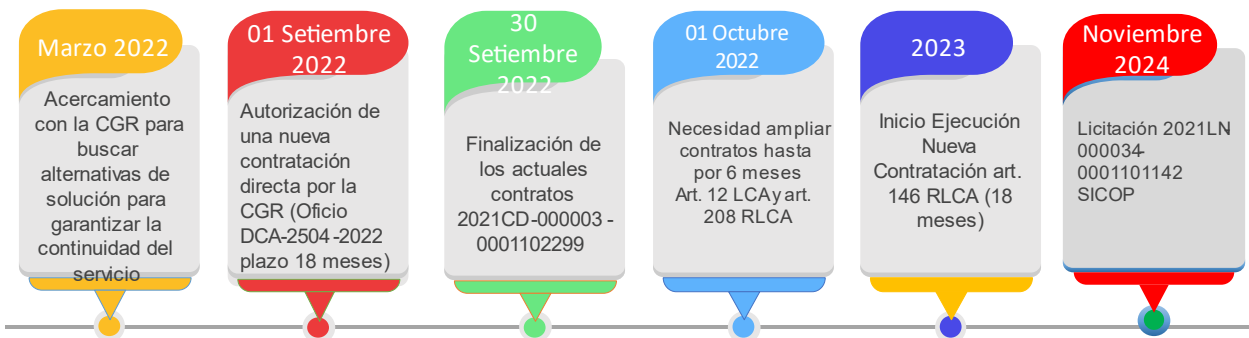 Marzo 2022
Acercamiento
con la CGR para
buscar
alternativas de
solución para
garantizar la
continuidad del
servicio
01 Setiembre
2022
Autorización de
una nueva
contratación
directa por la
CGR (Oficio
DCA-2504-2022
plazo 18 meses)
30
Setiembre
2022
Finalización de
los actuales
contratos
2021CD-000003 -
0001102299
01 Octubre
2022
Necesidad ampliar
contratos hasta
por 6 meses
Art. 12 LCA y art.
208 RLCA
2023
Inicio Ejecución
Nueva
Contratación art.
146 RLCA (18
meses)
Noviembre
2024
Licitación 2021LN
000034-
0001101142
SICOP